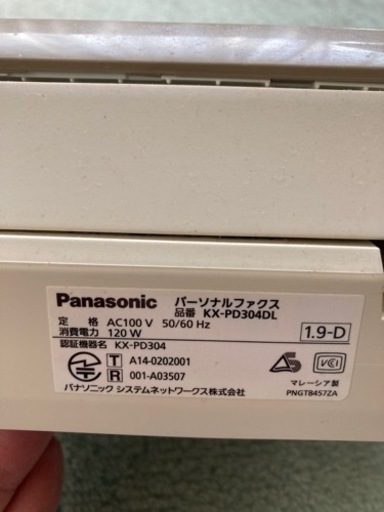 Panasonic パーソナルファクス
品番 KX-PD304DL
定 格 AC100 V 50/60 Hz
消費電力 120 W
1.9-D
認証機器名 KX-PD304
T A14-0202001
R 001-A03507
VCCI
マレーシア製
パナソニック システムネットワークス株式会社
PNGT8457ZA